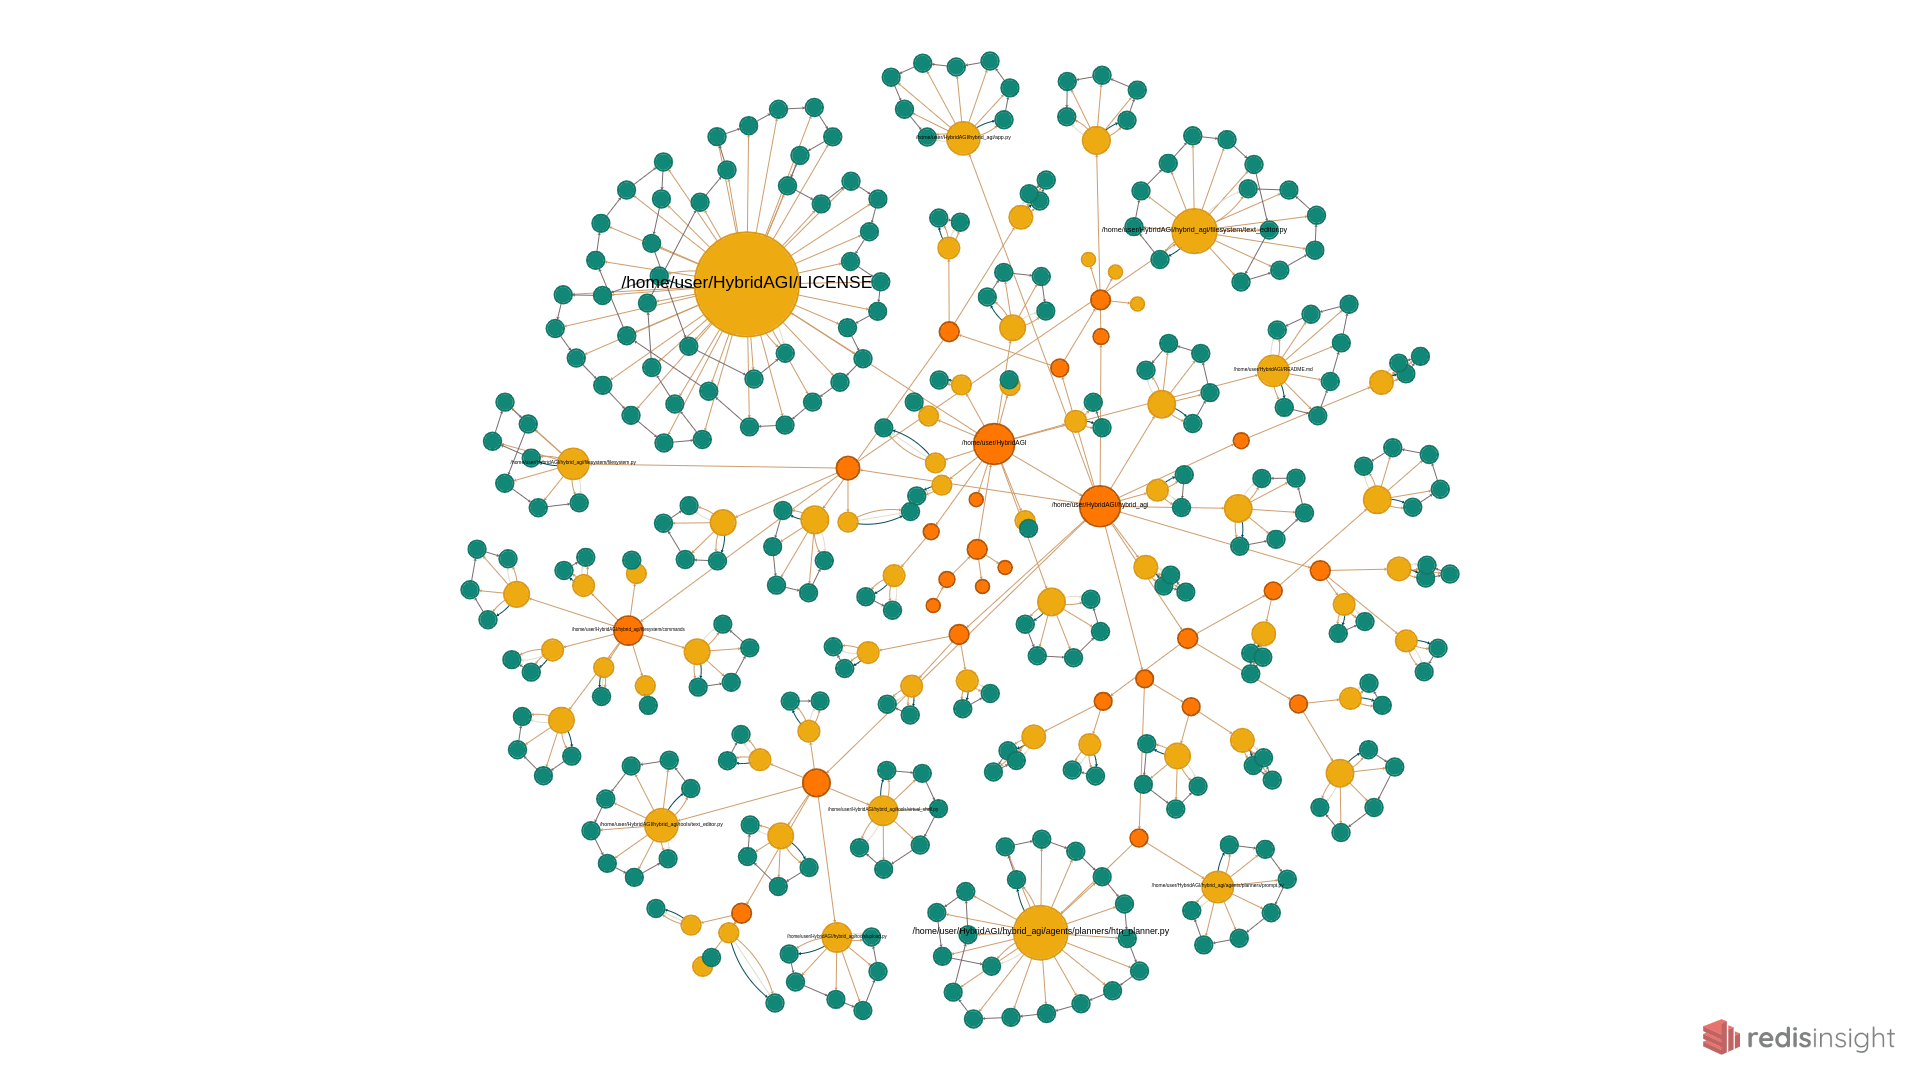 /home/user/HybridAGI/hybrid_agi/app.py
/home/user/HybridAGI/hybrid_agi/filesystem/text_editor.py
/home/user/HybridAGI/LICENSE
/home/user/HybridAGI/README.md
/home/user/HybridAGI
/home/user/HybridAGI/hybrid_agi/filesystem/filesystem.py
/home/user/HybridAGI/hybrid_agi
/home/user/HybridAGI/hybrid_agi/filesystem/commands
/home/user/HybridAGI/hybrid_agi/tools/virtual_shell.py
/home/user/HybridAGI/hybrid_agi/tools/text_editor.py
/home/user/HybridAGI/hybrid_agi/agents/planners/prompt.py
/home/user/HybridAGI/hybrid_agi/agents/planners/htn_planner.py
/home/user/HybridAGI/hybrid_agi/tools/upload.py
redisinsight